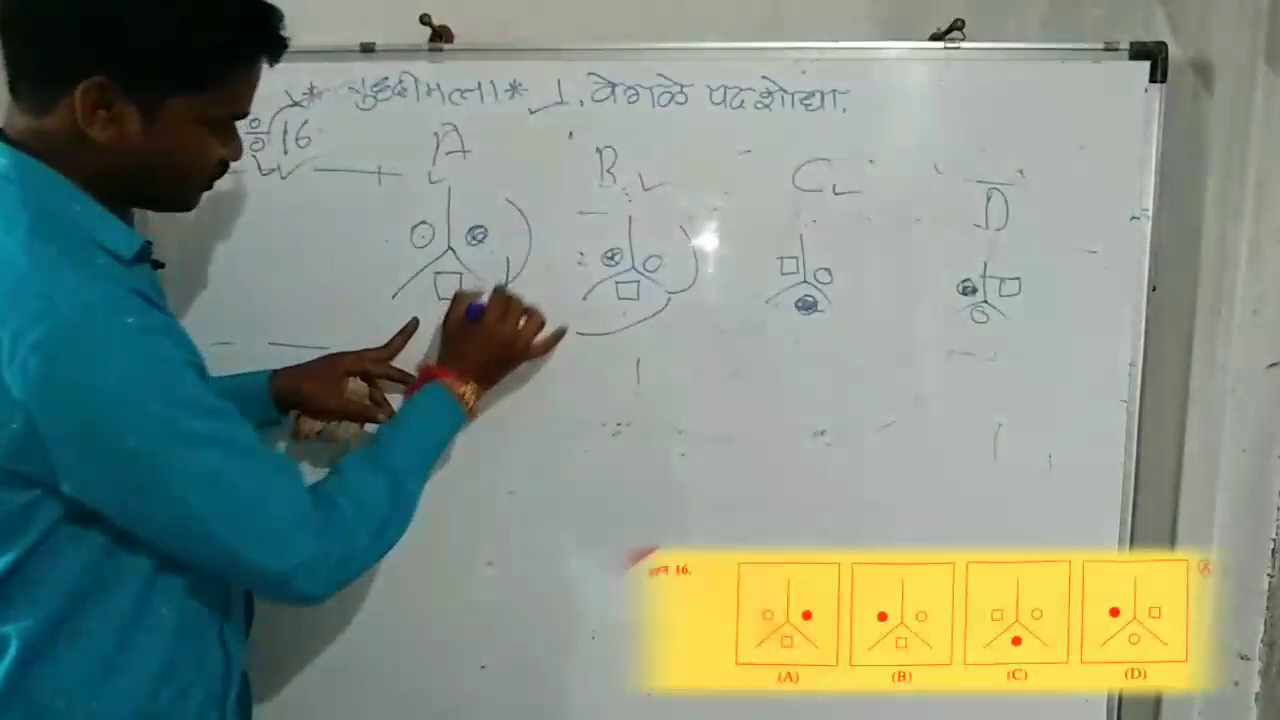 * बुद्धीमत्ता * 1. वेगळे पद शोधा.
16
A B C D
प्रश्न 16.
(A) (B) (C) (D)